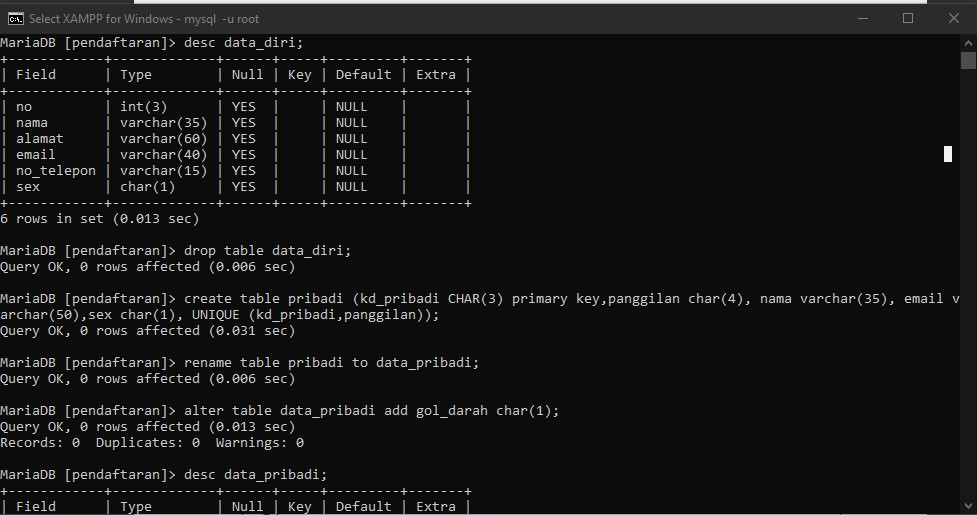 Select XAMPP for Windows - mysql  -u root
MariaDB [pendaftaran]> desc data_diri;
+------------+-------------+------+-----+---------+-------+
| Field      | Type        | Null | Key | Default | Extra |
+------------+-------------+------+-----+---------+-------+
| no         | int(3)      | YES  |     | NULL    |       |
| nama       | varchar(35) | YES  |     | NULL    |       |
| alamat     | varchar(60) | YES  |     | NULL    |       |
| email      | varchar(40) | YES  |     | NULL    |       |
| no_telepon | varchar(15) | YES  |     | NULL    |       |
| sex        | char(1)     | YES  |     | NULL    |       |
+------------+-------------+------+-----+---------+-------+
6 rows in set (0.013 sec)
MariaDB [pendaftaran]> drop table data_diri;
Query OK, 0 rows affected (0.006 sec)
MariaDB [pendaftaran]> create table pribadi (kd_pribadi CHAR(3) primary key,panggilan char(4), nama varchar(35), email v
archar(50),sex char(1), UNIQUE (kd_pribadi,panggilan));
Query OK, 0 rows affected (0.031 sec)
MariaDB [pendaftaran]> rename table pribadi to data_pribadi;
Query OK, 0 rows affected (0.006 sec)
MariaDB [pendaftaran]> alter table data_pribadi add gol_darah char(1);
Query OK, 0 rows affected (0.013 sec)
Records: 0  Duplicates: 0  Warnings: 0
MariaDB [pendaftaran]> desc data_pribadi;
+------------+-------------+------+-----+---------+-------+
| Field      | Type        | Null | Key | Default | Extra |